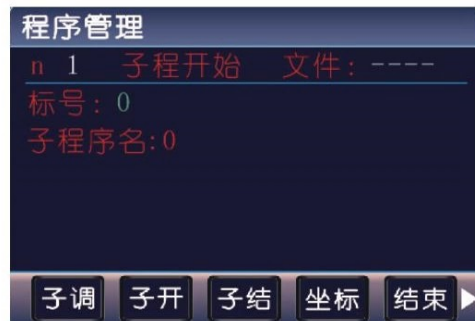 程序管理
n 1 子程开始 文件: ----
标号: 0
子程序名:0
子调 子开 子结 坐标 结束